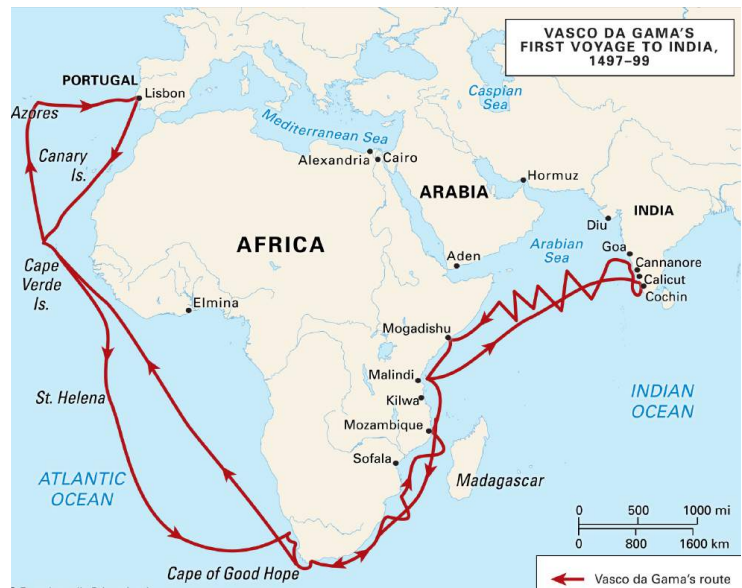 VASCO DA GAMA'S
FIRST VOYAGE TO INDIA,
1497–99
PORTUGAL
Lisbon
Azores
Caspian
Sea
Mediterranean Sea
Canary
Is.
Alexandria
Cairo
Hormuz
ARABIA
INDIA
Diu
AFRICA
Goa
Arabian
Sea
Aden
Cannanore
Calicut
Cochin
Cape
Verde
Is.
Elmina
Mogadishu
Malindi
INDIAN
OCEAN
St. Helena
Kilwa
Mozambique
Sofala
Madagascar
ATLANTIC
OCEAN
0 500 1000 mi
0 800 1600 km
Cape of Good Hope
Vasco da Gama's route